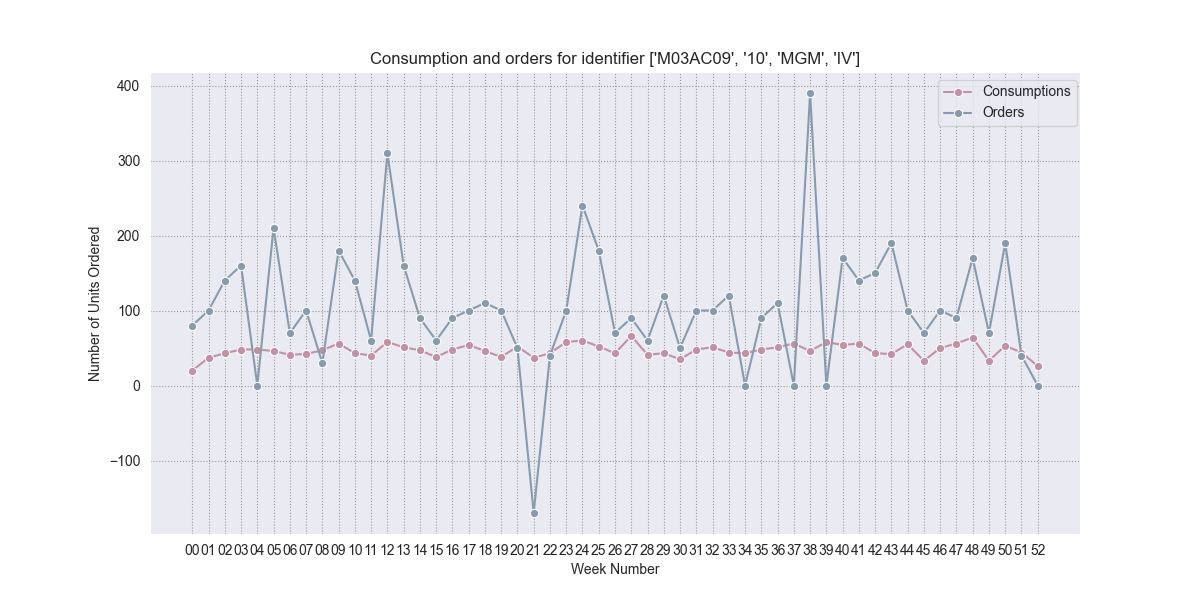 Consumption and orders for identifier ['M03AC09', '10', 'MGM', 'IV']
Consumptions
Orders
400
300
200
100
0
−100
Number of Units Ordered
00 01 02 03 04 05 06 07 08 09 10 11 12 13 14 15 16 17 18 19 20 21 22 23 24 25 26 27 28 29 30 31 32 33 34 35 36 37 38 39 40 41 42 43 44 45 46 47 48 49 50 51 52
Week Number